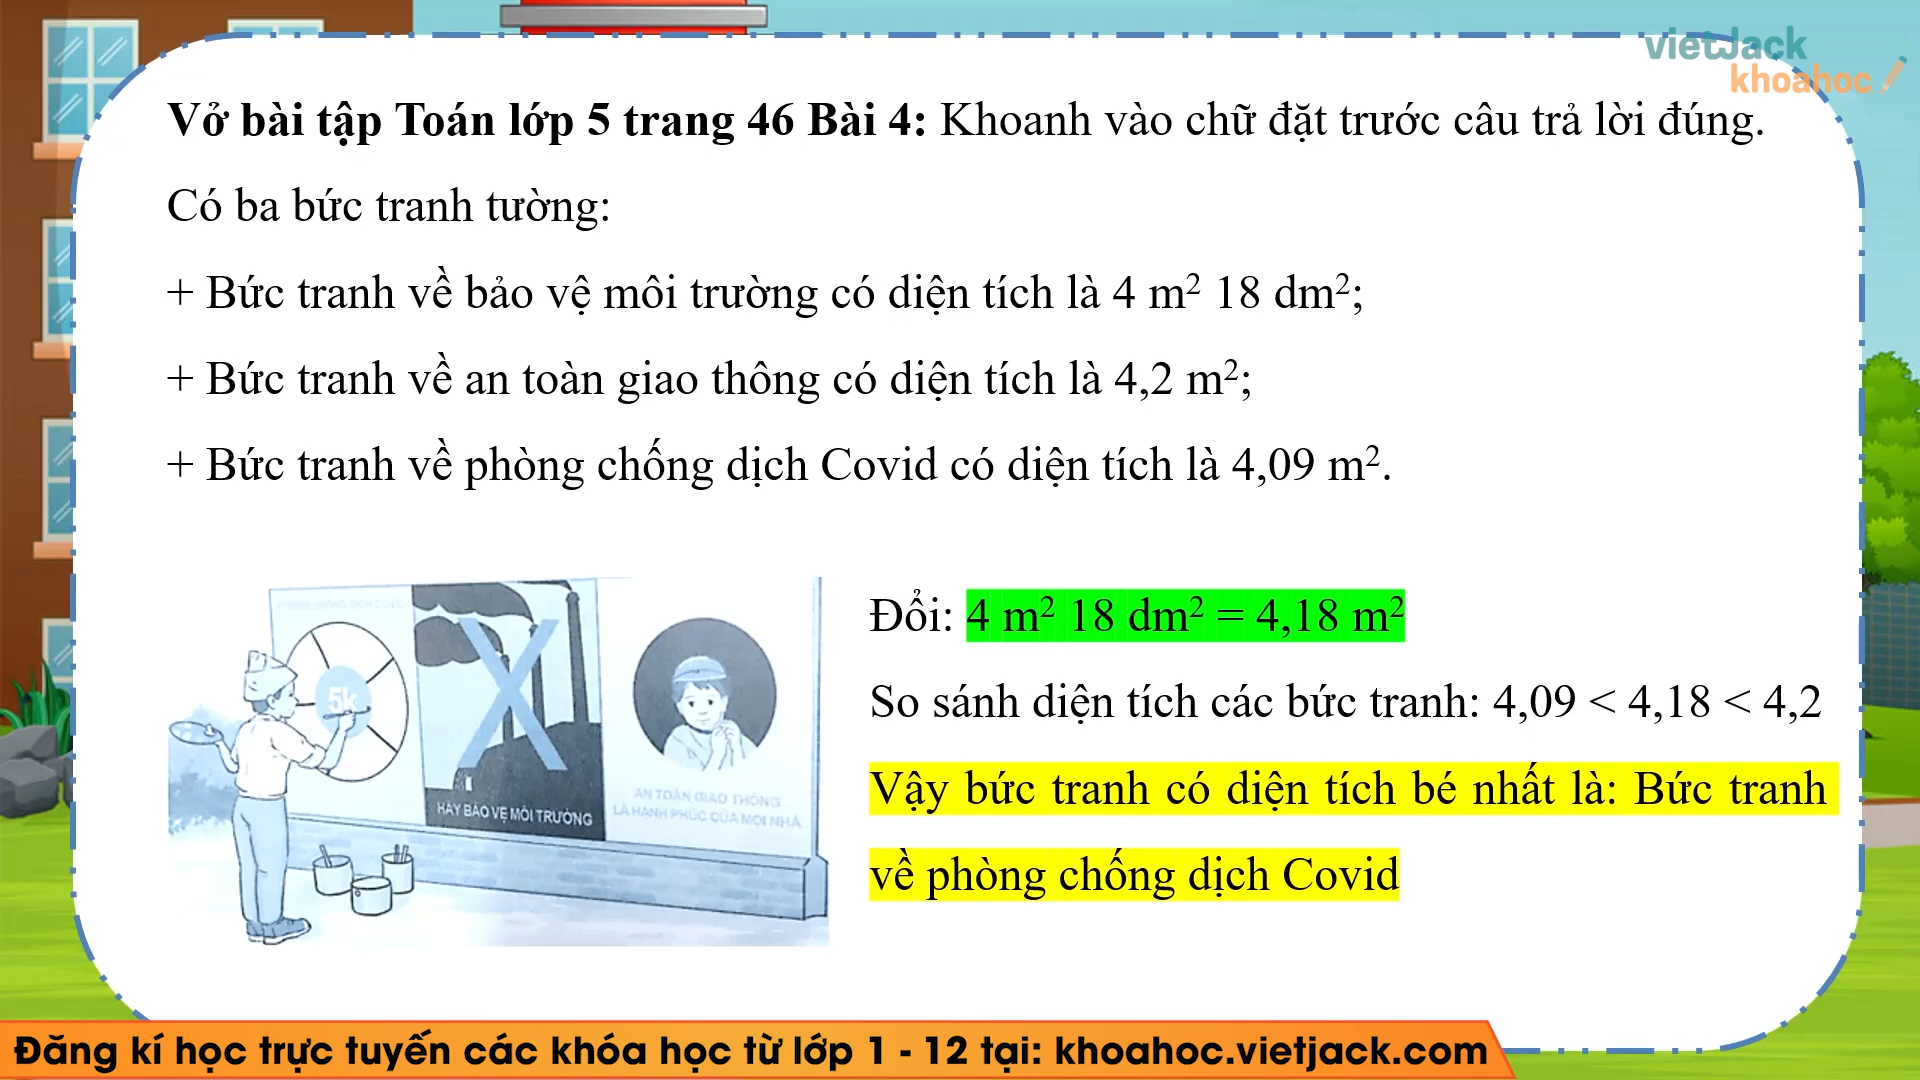 vietJack
khoahoc
Vở bài tập Toán lớp 5 trang 46 Bài 4: Khoanh vào chữ đặt trước câu trả lời đúng.
Có ba bức tranh tường:
+ Bức tranh về bảo vệ môi trường có diện tích là 4 m² 18 dm²;
+ Bức tranh về an toàn giao thông có diện tích là 4,2 m²;
+ Bức tranh về phòng chống dịch Covid có diện tích là 4,09 m².
5k
HÃY BẢO VỆ MÔI TRƯỜNG
AN TOÀN GIAO THÔNG
LÀ HẠNH PHÚC CỦA MỌI NHÀ
Đổi: 4 m² 18 dm² = 4,18 m²
So sánh diện tích các bức tranh: 4,09 < 4,18 < 4,2
Vậy bức tranh có diện tích bé nhất là: Bức tranh
về phòng chống dịch Covid
Đăng kí học trực tuyến các khóa học từ lớp 1 - 12 tại: khoahoc.vietjack.com